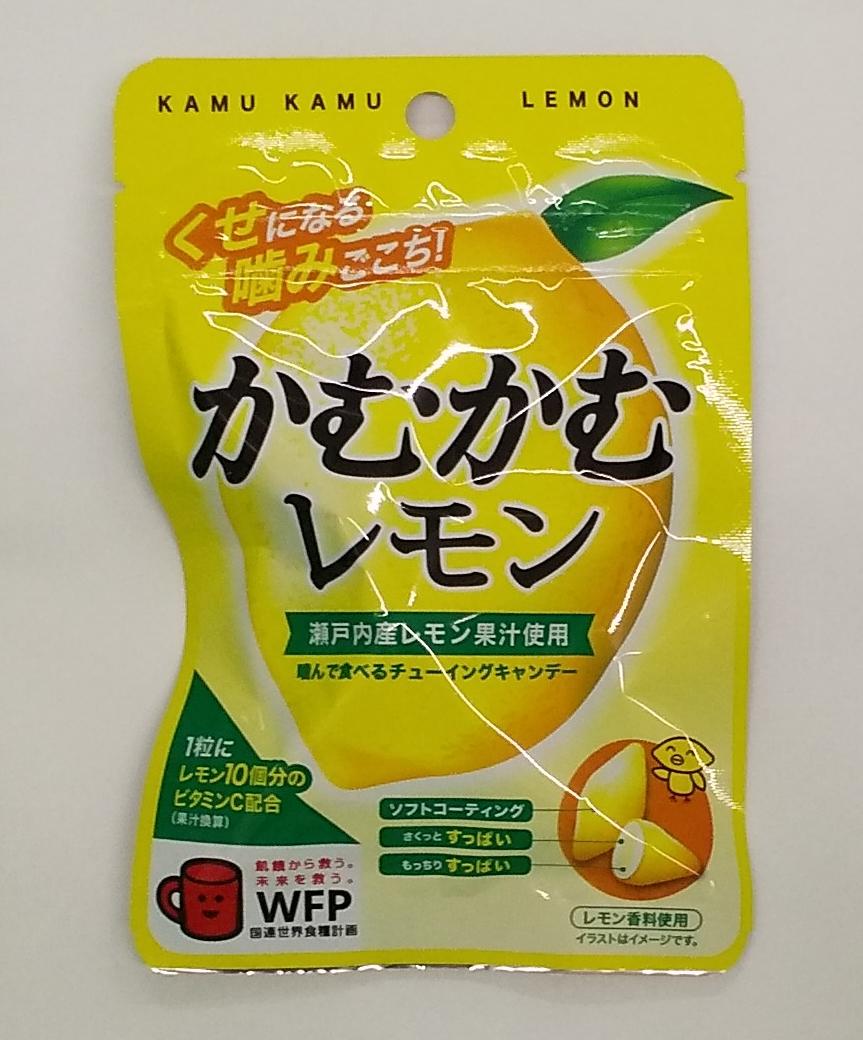 KAMU KAMU LEMON
くせになる
噛みごこち!
かむかむ
レモン
瀬戸内産レモン果汁使用
噛んで食べるチューイングキャンデー
1粒に
レモン10個分の
ビタミンC配合
(果汁換算)
ソフトコーティング
さくっと すっぱい
もっちり すっぱい
飢餓から救う。
未来を救う。
WFP
国連世界食糧計画
レモン香料使用
イラストはイメージです。